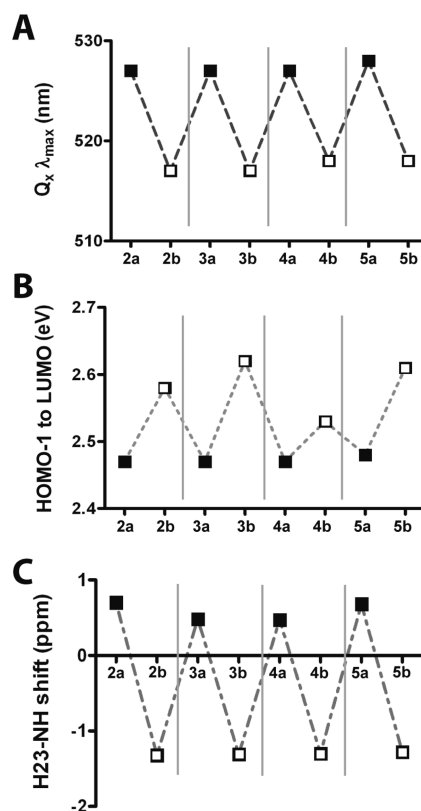 A
530
520
510
Qx λmax (nm)
2a 2b 3a 3b 4a 4b 5a 5b
B
2.7
2.6
2.5
2.4
HOMO-1 to LUMO (eV)
2a 2b 3a 3b 4a 4b 5a 5b
C
1
0
-1
-2
H23-NH shift (ppm)
2a 2b 3a 3b 4a 4b 5a 5b